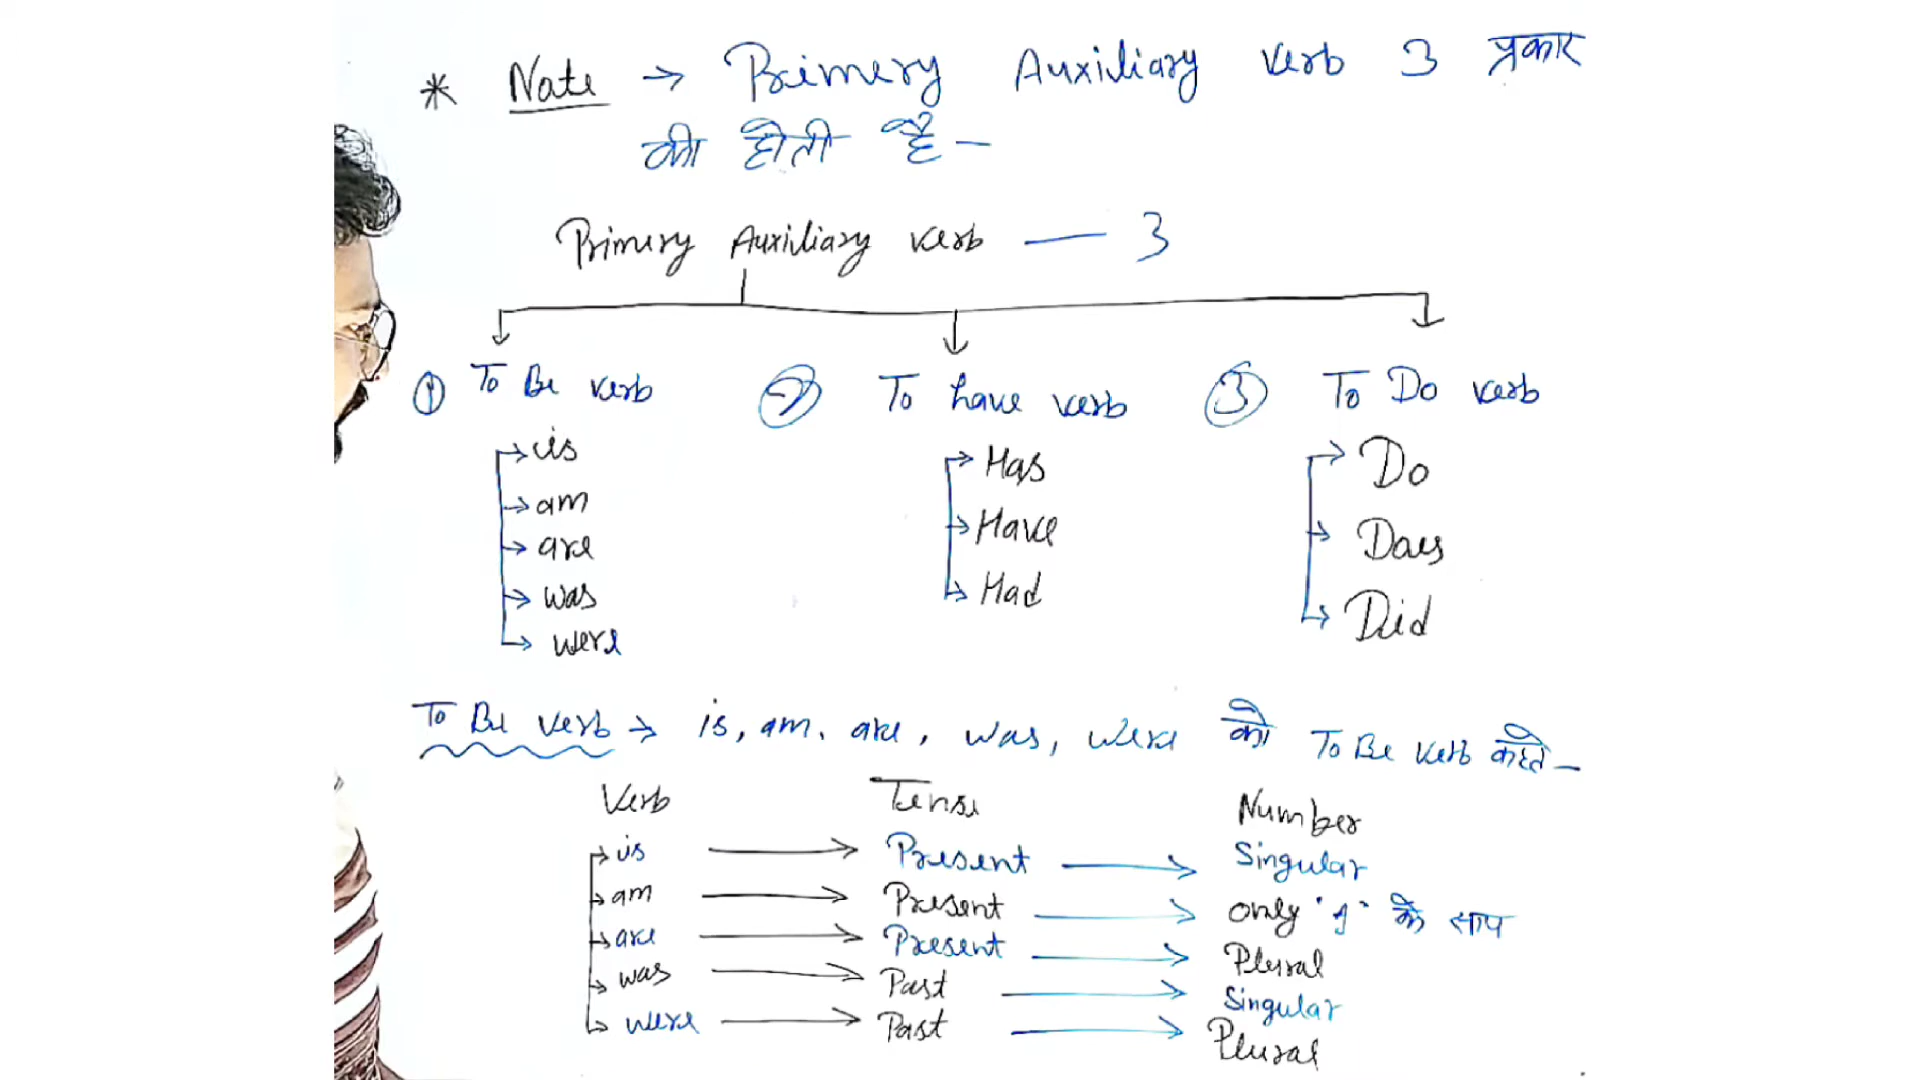 * Note → Primery Auxiliary verb 3 प्रकार
की होती है -
Primery Auxiliary verb — 3
① To Be verb ② To have verb ③ To Do verb
→ is → Has → Do
→ am → Have → Does
→ are → Had → Did
→ was
→ were
To Be verb → is, am, are, was, were को To Be verb कहते -
Verb Tense Number
→ is → Present → Singular
→ am → Present → only "I" के साथ
→ are → Present → Plural
→ was → Past → Singular
→ were → Past → Plural